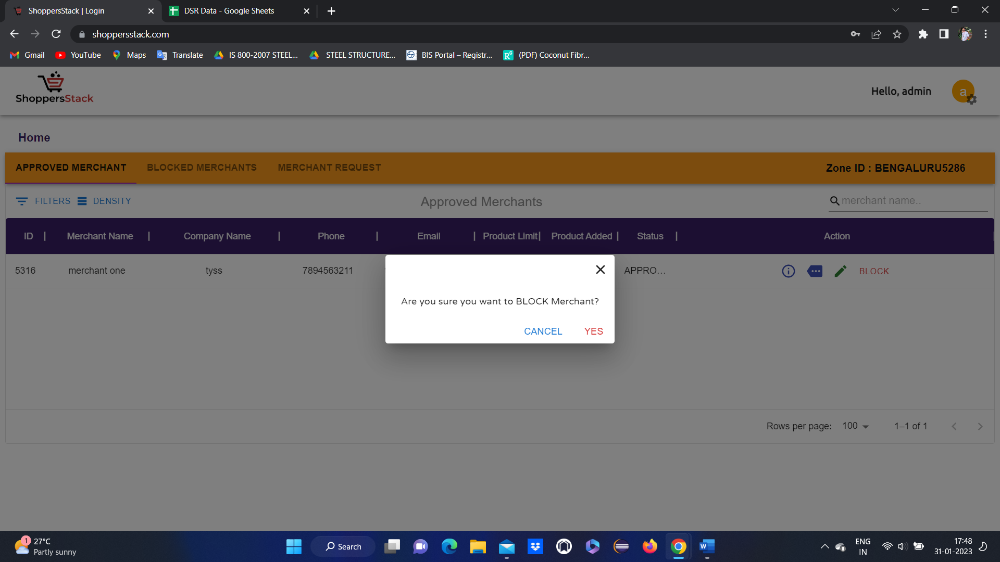 ShoppersStack | Login
DSR Data - Google Sheets
shoppersstack.com
Gmail
YouTube
Maps
Translate
IS 800-2007 STEEL...
STEEL STRUCTURE...
BIS Portal – Registr...
(PDF) Coconut Fibr...
ShoppersStack
Hello, admin
a
Home
APPROVED MERCHANT
BLOCKED MERCHANTS
MERCHANT REQUEST
Zone ID : BENGALURU5286
FILTERS
DENSITY
Approved Merchants
merchant name..
ID
Merchant Name
Company Name
Phone
Email
Product Limit
Product Added
Status
Action
5316
merchant one
tyss
7894563211
APPRO...
BLOCK
Are you sure you want to BLOCK Merchant?
CANCEL
YES
Rows per page:
100
1–1 of 1
1
27°C
Partly sunny
Search
ENG
IN
17:48
31-01-2023